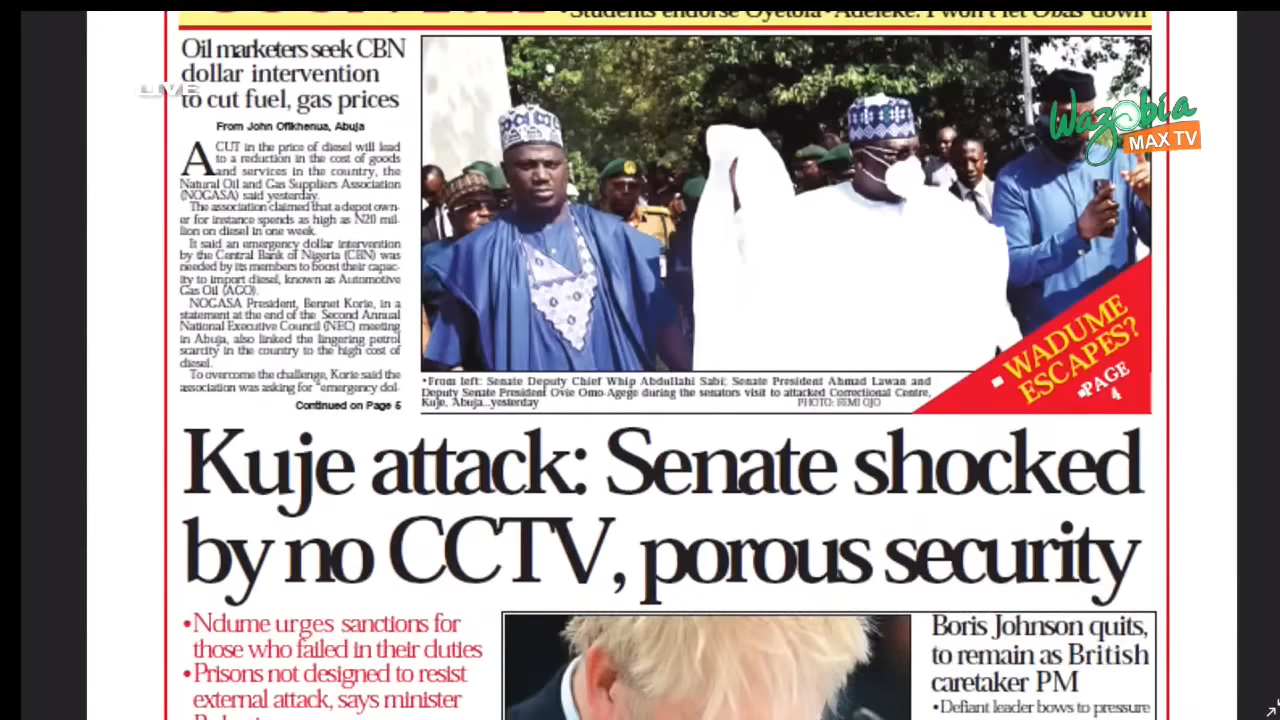 •Students endorse Oyetola •Adeleke: I won't let Obas down
Oil marketers seek CBN
dollar intervention
to cut fuel, gas prices
LIVE
From John Ofikhenua, Abuja
A CUT in the price of diesel will lead
to a reduction in the cost of goods
and services in the country, the
Natural Oil and Gas Suppliers Association
(NOGASA) said yesterday.
The association claimed that a depot own-
er for instance spends as high as N20 mil-
lion on diesel in one week.
It said an emergency dollar intervention
by the Central Bank of Nigeria (CBN) was
needed by its members to boost their capac-
ity to import diesel, known as Automotive
Gas Oil (AGO).
NOGASA President, Bennet Korie, in a
statement at the end of the Second Annual
National Executive Council (NEC) meeting
in Abuja, also linked the lingering petrol
scarcity in the country to the high cost of
diesel.
To overcome the challenge, Korie said the
association was asking for "emergency dol-
Continued on Page 5
Wazobia
MAX TV
▪WADUME
ESCAPES?
▪PAGE
4
•From left: Senate Deputy Chief Whip Abdullahi Sabi; Senate President Ahmad Lawan and
Deputy Senate President Ovie Omo-Agege during the senators visit to attacked Correctional Centre,
Kuje, Abuja...yesterday
PHOTO: FEMI OJO
Kuje attack: Senate shocked
by no CCTV, porous security
•Ndume urges sanctions for
those who failed in their duties
•Prisons not designed to resist
external attack, says minister
Boris Johnson quits,
to remain as British
caretaker PM
•Defiant leader bows to pressure